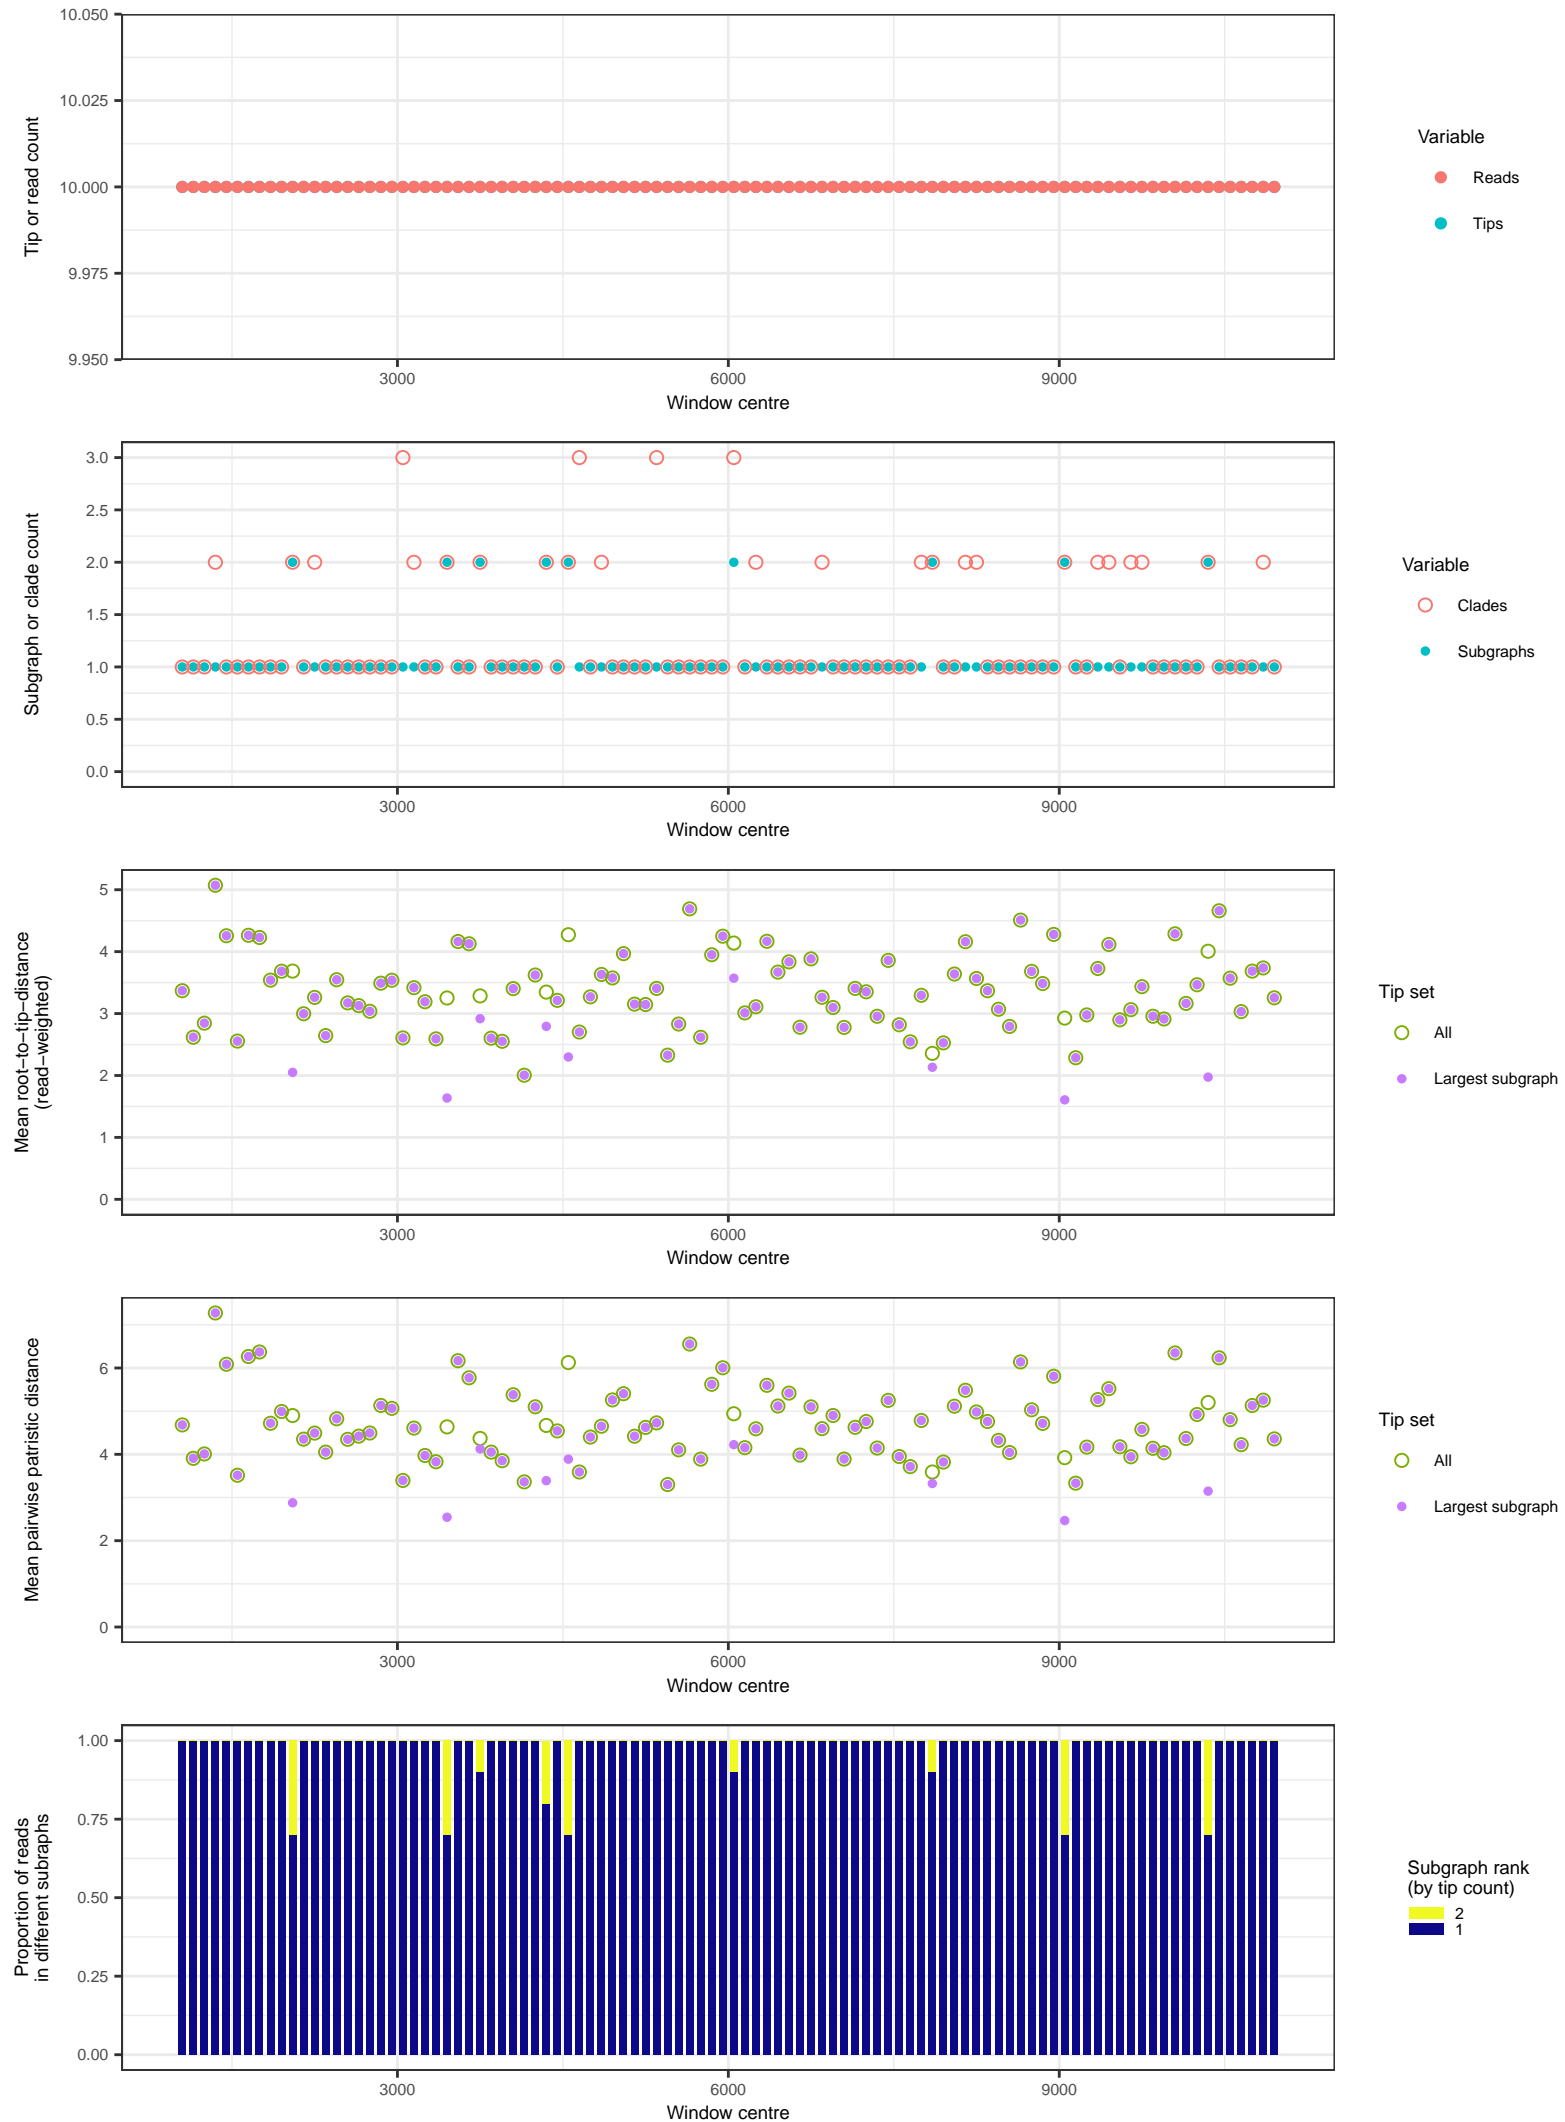 10.050
10.025
10.000
9.975
9.950
Tip or read count
3000
6000
9000
Window centre
Variable
Reads
Tips
3.0
2.5
2.0
1.5
1.0
0.5
0.0
Subgraph or clade count
3000
6000
9000
Window centre
Variable
Clades
Subgraphs
5
4
3
2
1
0
Mean root−to−tip−distance
(read−weighted)
3000
6000
9000
Window centre
Tip set
All
Largest subgraph
6
4
2
0
Mean pairwise patristic distance
3000
6000
9000
Window centre
Tip set
All
Largest subgraph
1.00
0.75
0.50
0.25
0.00
Proportion of reads
in different subraphs
3000
6000
9000
Window centre
Subgraph rank
(by tip count)
2
1